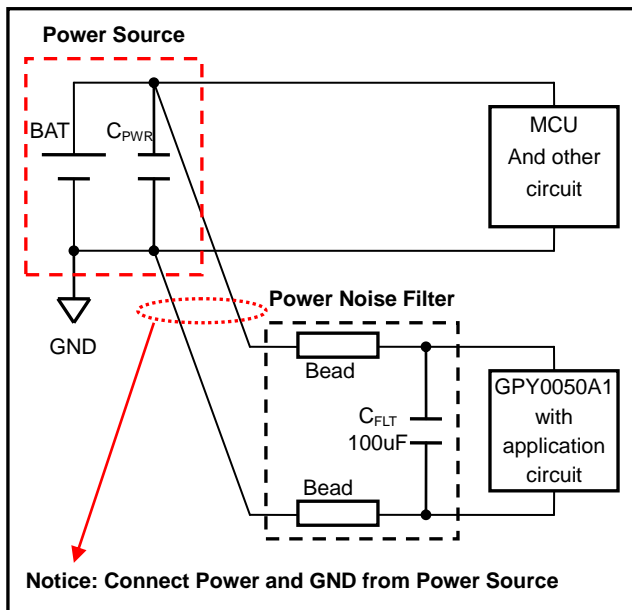 Power Source
BAT
CPWR
MCU
And other
circuit
GND
Power Noise Filter
Bead
CFLT
100uF
Bead
GPY0050A1
with
application
circuit
Notice: Connect Power and GND from Power Source